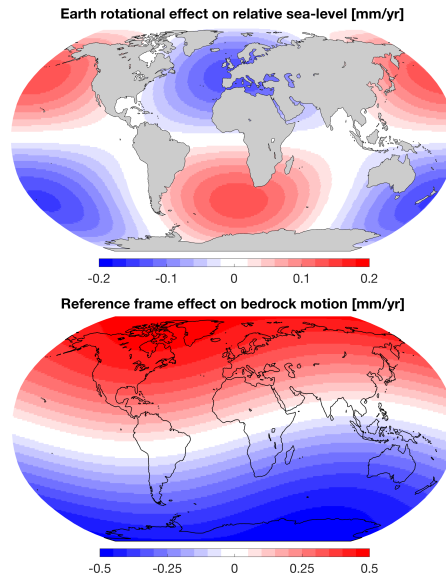 Earth rotational effect on relative sea-level [mm/yr]
-0.2 -0.1 0 0.1 0.2
Reference frame effect on bedrock motion [mm/yr]
-0.5 -0.25 0 0.25 0.5